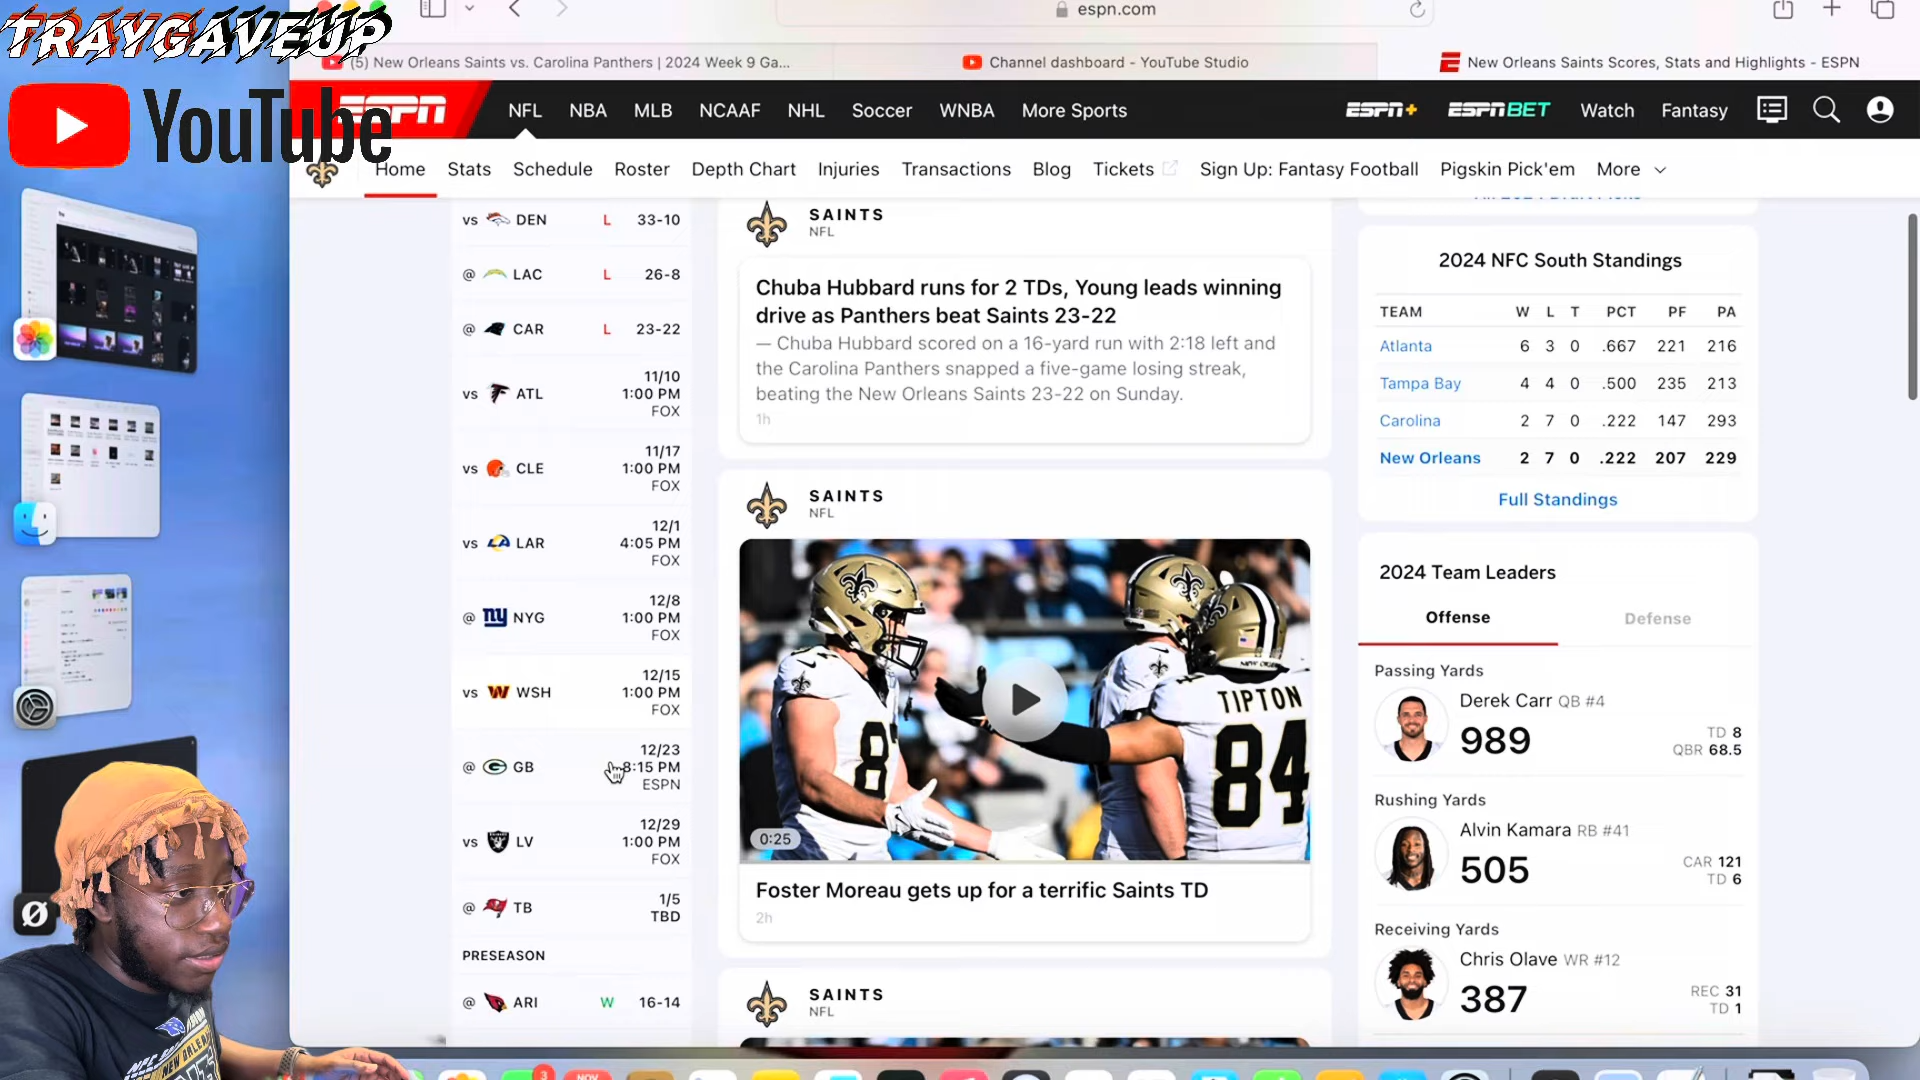 TRAYGAVEUP
YouTube
espn.com
(5) New Orleans Saints vs. Carolina Panthers | 2024 Week 9 Ga...
Channel dashboard - YouTube Studio
New Orleans Saints Scores, Stats and Highlights - ESPN
ESPN
NFL NBA MLB NCAAF NHL Soccer WNBA More Sports
ESPN+ ESPN BET Watch Fantasy
Home Stats Schedule Roster Depth Chart Injuries Transactions Blog Tickets Sign Up: Fantasy Football Pigskin Pick'em More
vs DEN L 33-10
@ LAC L 26-8
@ CAR L 23-22
vs ATL 11/10
1:00 PM
FOX
vs CLE 11/17
1:00 PM
FOX
vs LAR 12/1
4:05 PM
FOX
@ NYG 12/8
1:00 PM
FOX
vs WSH 12/15
1:00 PM
FOX
@ GB 12/23
8:15 PM
ESPN
vs LV 12/29
1:00 PM
FOX
@ TB 1/5
TBD
PRESEASON
@ ARI W 16-14
SAINTS
NFL
Chuba Hubbard runs for 2 TDs, Young leads winning
drive as Panthers beat Saints 23-22
— Chuba Hubbard scored on a 16-yard run with 2:18 left and
the Carolina Panthers snapped a five-game losing streak,
beating the New Orleans Saints 23-22 on Sunday.
1h
SAINTS
NFL
TIPTON
84
0:25
Foster Moreau gets up for a terrific Saints TD
2h
SAINTS
NFL
2024 NFC South Standings
TEAM W L T PCT PF PA
Atlanta 6 3 0 .667 221 216
Tampa Bay 4 4 0 .500 235 213
Carolina 2 7 0 .222 147 293
New Orleans 2 7 0 .222 207 229
Full Standings
2024 Team Leaders
Offense Defense
Passing Yards
Derek Carr QB #4
989
TD 8
QBR 68.5
Rushing Yards
Alvin Kamara RB #41
505
CAR 121
TD 6
Receiving Yards
Chris Olave WR #12
387
REC 31
TD 1
3
NOV